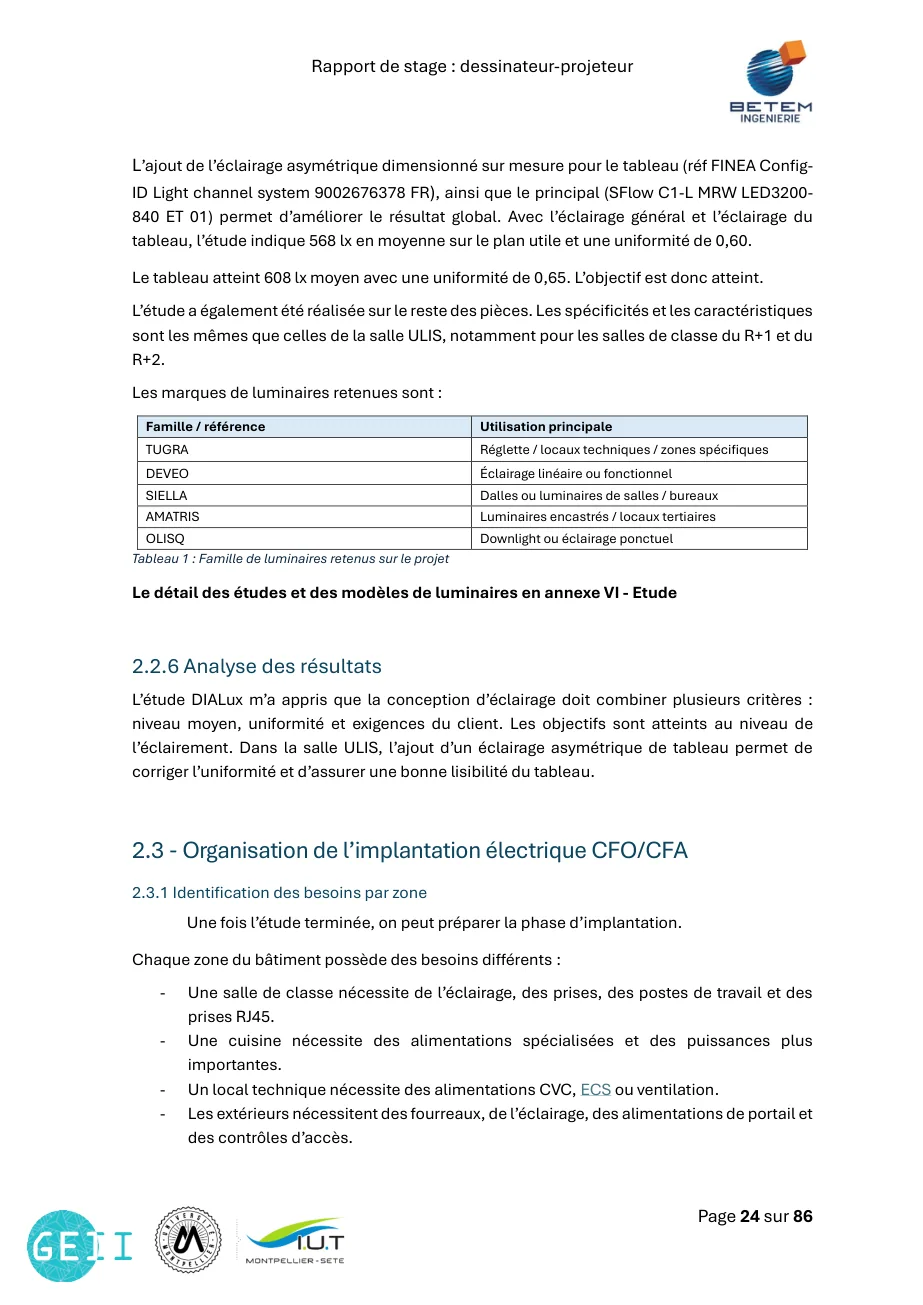 Rapport de stage : dessinateur-projeteur
BETEM
INGENIERIE
L’ajout de l’éclairage asymétrique dimensionné sur mesure pour le tableau (réf FINEA Config-
ID Light channel system 9002676378 FR), ainsi que le principal (SFlow C1-L MRW LED3200-
840 ET 01) permet d’améliorer le résultat global. Avec l’éclairage général et l’éclairage du
tableau, l’étude indique 568 lx en moyenne sur le plan utile et une uniformité de 0,60.
Le tableau atteint 608 lx moyen avec une uniformité de 0,65. L’objectif est donc atteint.
L’étude a également été réalisée sur le reste des pièces. Les spécificités et les caractéristiques
sont les mêmes que celles de la salle ULIS, notamment pour les salles de classe du R+1 et du
R+2.
Les marques de luminaires retenues sont :
Famille / référence Utilisation principale
TUGRA Réglette / locaux techniques / zones spécifiques
DEVEO Éclairage linéaire ou fonctionnel
SIELLA Dalles ou luminaires de salles / bureaux
AMATRIS Luminaires encastrés / locaux tertiaires
OLISQ Downlight ou éclairage ponctuel
Tableau 1 : Famille de luminaires retenus sur le projet
Le détail des études et des modèles de luminaires en annexe VI - Etude
2.2.6 Analyse des résultats
L’étude DIALux m’a appris que la conception d’éclairage doit combiner plusieurs critères :
niveau moyen, uniformité et exigences du client. Les objectifs sont atteints au niveau de
l’éclairement. Dans la salle ULIS, l’ajout d’un éclairage asymétrique de tableau permet de
corriger l’uniformité et d’assurer une bonne lisibilité du tableau.
2.3 - Organisation de l’implantation électrique CFO/CFA
2.3.1 Identification des besoins par zone
Une fois l’étude terminée, on peut préparer la phase d’implantation.
Chaque zone du bâtiment possède des besoins différents :
- Une salle de classe nécessite de l’éclairage, des prises, des postes de travail et des
prises RJ45.
- Une cuisine nécessite des alimentations spécialisées et des puissances plus
importantes.
- Un local technique nécessite des alimentations CVC, ECS ou ventilation.
- Les extérieurs nécessitent des fourreaux, de l’éclairage, des alimentations de portail et
des contrôles d’accès.
Page 24 sur 86
GEII
UNIVERSITÉ
MONTPELLIER
I.U.T
MONTPELLIER - SETE